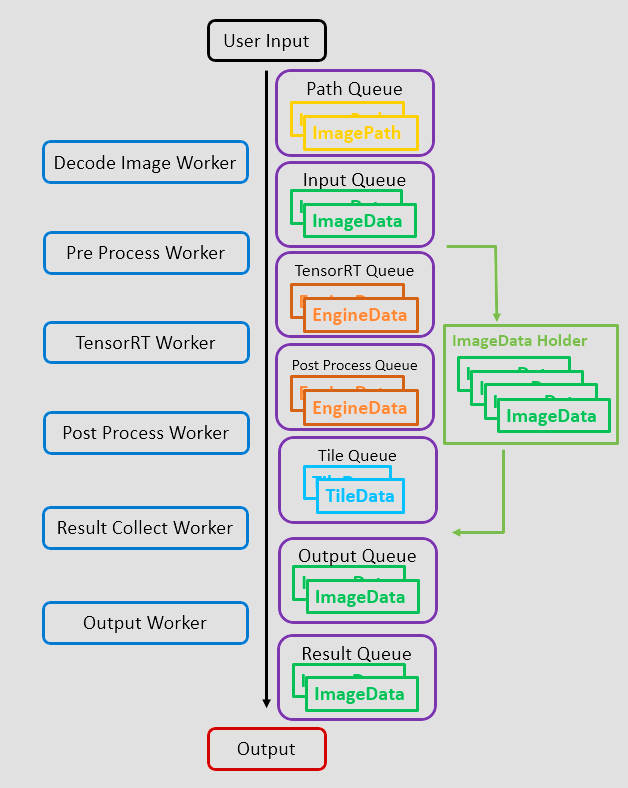 User Input
Path Queue
ImagePath
Decode Image Worker
Input Queue
ImageData
Pre Process Worker
TensorRT Queue
EngineData
TensorRT Worker
ImageData Holder
ImageData
Post Process Queue
EngineData
Post Process Worker
Tile Queue
TileData
Result Collect Worker
Output Queue
ImageData
Output Worker
Result Queue
ImageData
Output